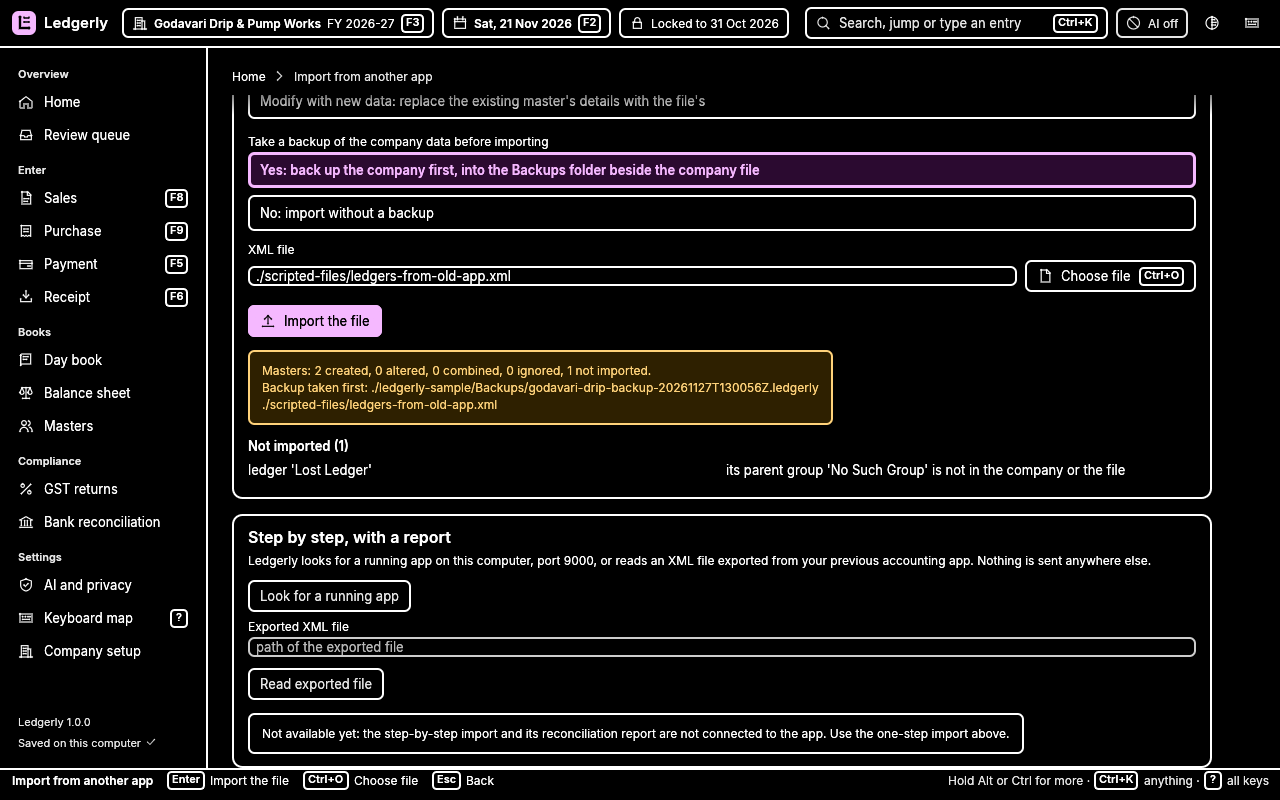 Ledgerly
Godavari Drip & Pump Works FY 2026-27 F3
Sat, 21 Nov 2026 F2
Locked to 31 Oct 2026
Search, jump or type an entry Ctrl+K
AI off
Overview
Home
Review queue
Enter
Sales F8
Purchase F9
Payment F5
Receipt F6
Books
Day book
Balance sheet
Masters
Compliance
GST returns
Bank reconciliation
Settings
AI and privacy
Keyboard map ?
Company setup
Ledgerly 1.0.0
Saved on this computer
Home Import from another app
Modify with new data: replace the existing master's details with the file's
Take a backup of the company data before importing
Yes: back up the company first, into the Backups folder beside the company file
No: import without a backup
XML file
./scripted-files/ledgers-from-old-app.xml
Choose file Ctrl+O
Import the file
Masters: 2 created, 0 altered, 0 combined, 0 ignored, 1 not imported.
Backup taken first: ./ledgerly-sample/Backups/godavari-drip-backup-20261127T130056Z.ledgerly
./scripted-files/ledgers-from-old-app.xml
Not imported (1)
ledger 'Lost Ledger' its parent group 'No Such Group' is not in the company or the file
Step by step, with a report
Ledgerly looks for a running app on this computer, port 9000, or reads an XML file exported from your previous accounting app. Nothing is sent anywhere else.
Look for a running app
Exported XML file
path of the exported file
Read exported file
Not available yet: the step-by-step import and its reconciliation report are not connected to the app. Use the one-step import above.
Import from another app Enter Import the file Ctrl+O Choose file Esc Back
Hold Alt or Ctrl for more · Ctrl+K anything · ? all keys